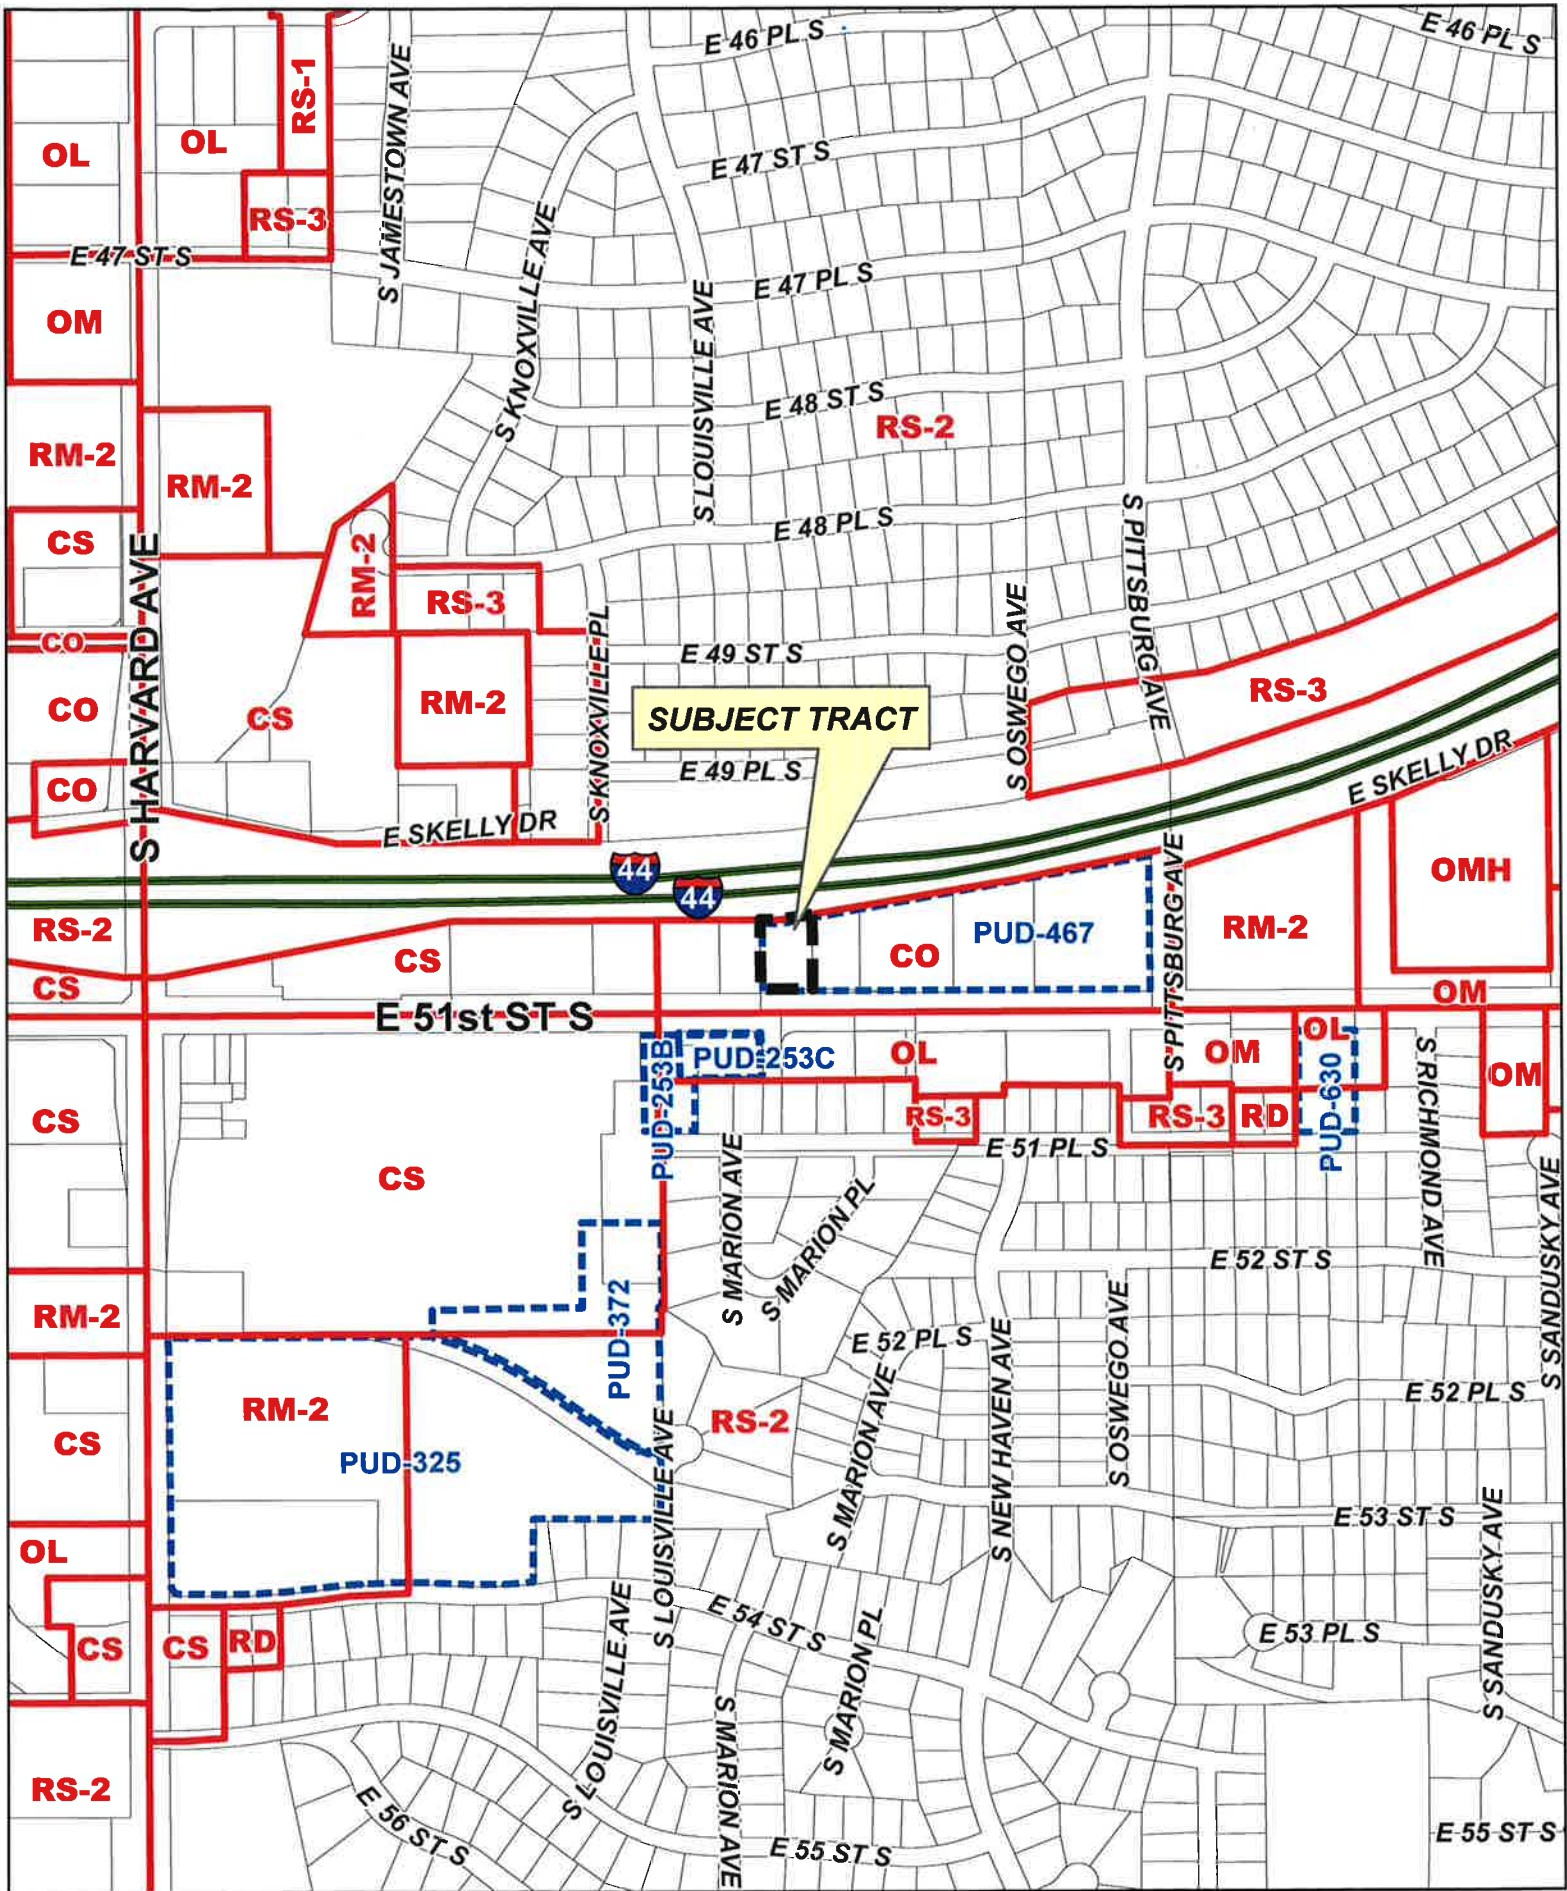 E 46 PL S
E 46 PL S
RS-1
S JAMESTOWN AVE
OL
OL
E 47 ST S
RS-3
E 47 ST S
S KNOXVILLE AVE
E 47 PL S
OM
S LOUISVILLE AVE
E 48 ST S
RS-2
RM-2
RM-2
E 48 PL S
S PITTSBURG AVE
CS
RM-2
RS-3
S HARVARD AVE
CO
S KNOXVILLE PL
E 49 ST S
S OSWEGO AVE
RS-3
CO
CS
RM-2
SUBJECT TRACT
E 49 PL S
CO
E SKELLY DR
E SKELLY DR
44
44
OMH
RS-2
CS
CO
PUD-467
S PITTSBURG AVE
RM-2
CS
OM
E 51st ST S
PUD-253B
PUD-253C
OL
OM
OL
PUD-630
S RICHMOND AVE
OM
CS
RS-3
RS-3
RD
E 51 PL S
CS
S MARION AVE
S MARION PL
S SANDUSKY AVE
E 52 ST S
RM-2
PUD-372
E 52 PL S
S NEW HAVEN AVE
S OSWEGO AVE
E 52 PL S
RM-2
RS-2
S MARION AVE
CS
PUD-325
S LOUISVILLE AVE
E 53 ST S
S SANDUSKY AVE
OL
CS
CS
RD
S LOUISVILLE AVE
E 54 ST S
S MARION PL
E 53 PL S
RS-2
E 56 ST S
S MARION AVE
E 55 ST S
E 55 ST S